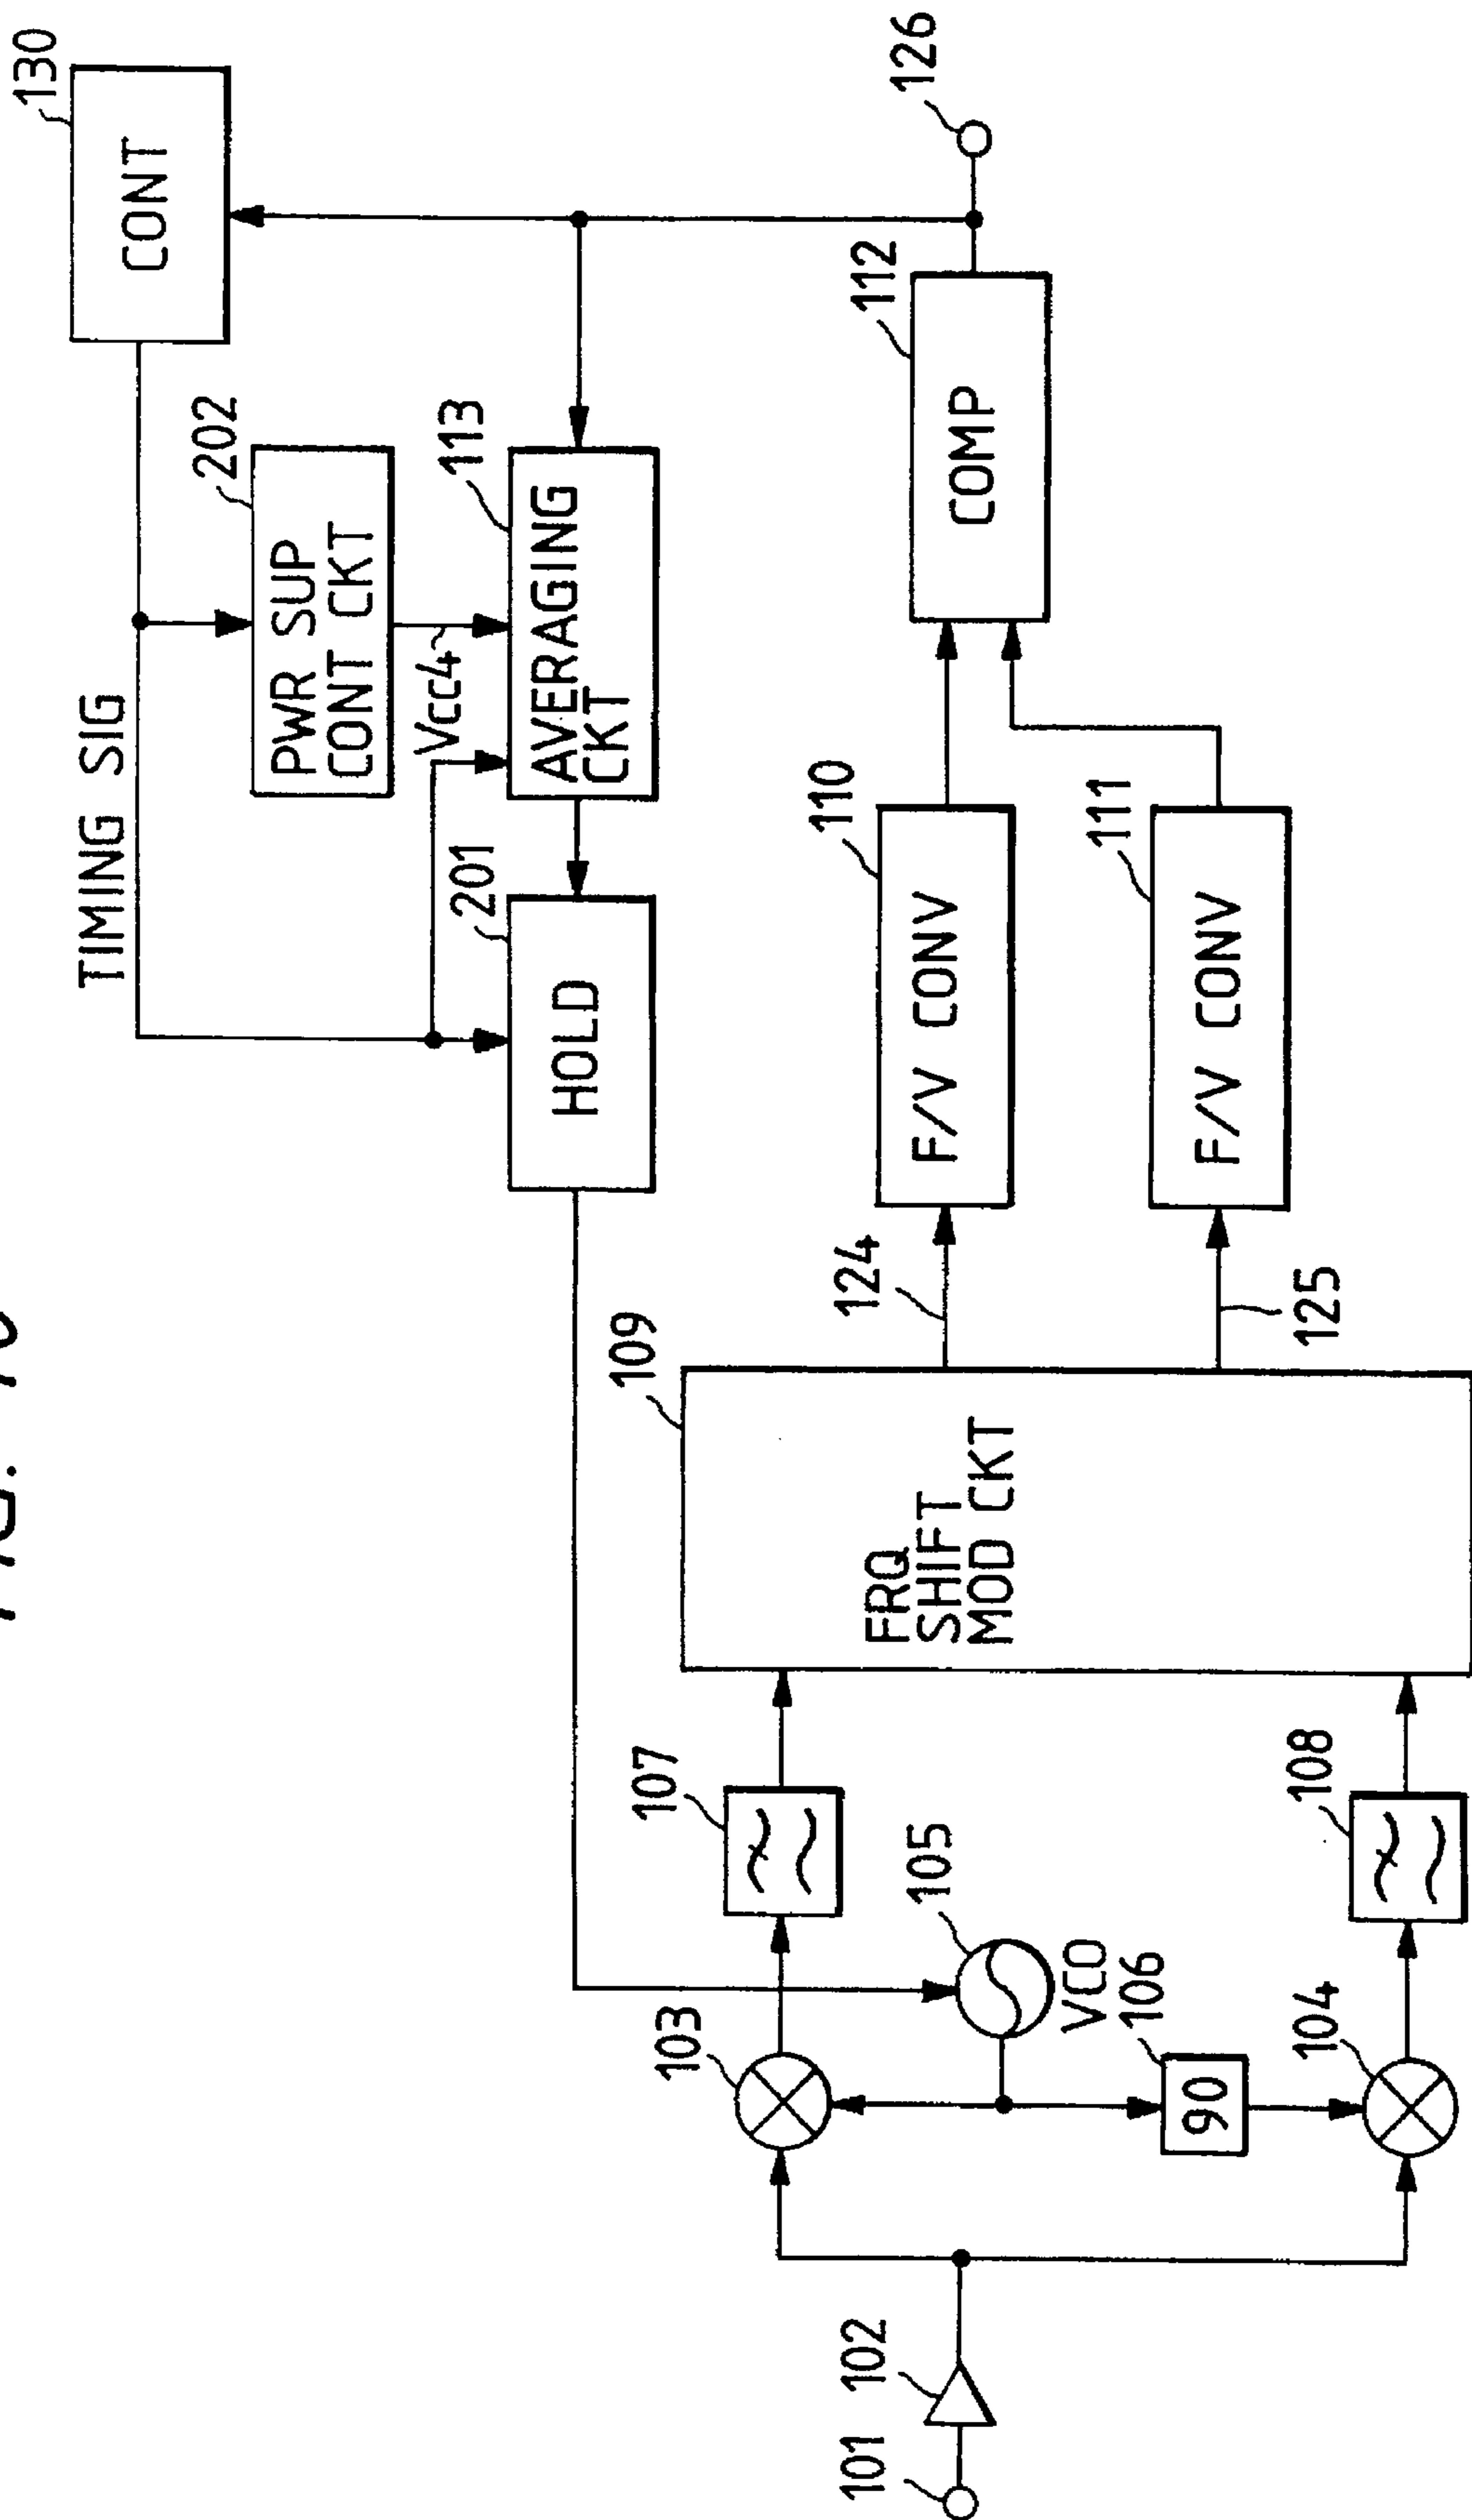 130
CONT
TIMING SIG
202
PWR SUP
CONT CKT
Vcc4
113
AVERAGING
CKT
201
HOLD
126
112
COMP
110
F/V CONV
111
F/V CONV
124
125
109
FRQ
SHIFT
MOD CKT
107
108
105
VCO
106
90
103
104
102
101